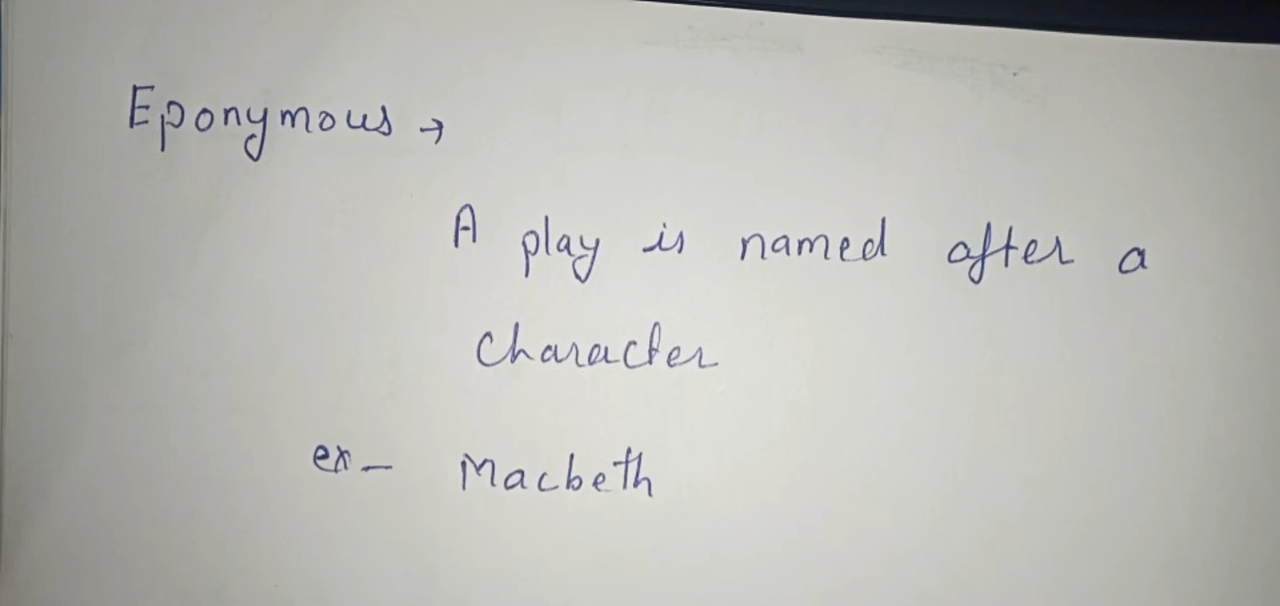 Eponymous →
A play is named after a
character
ex- Macbeth